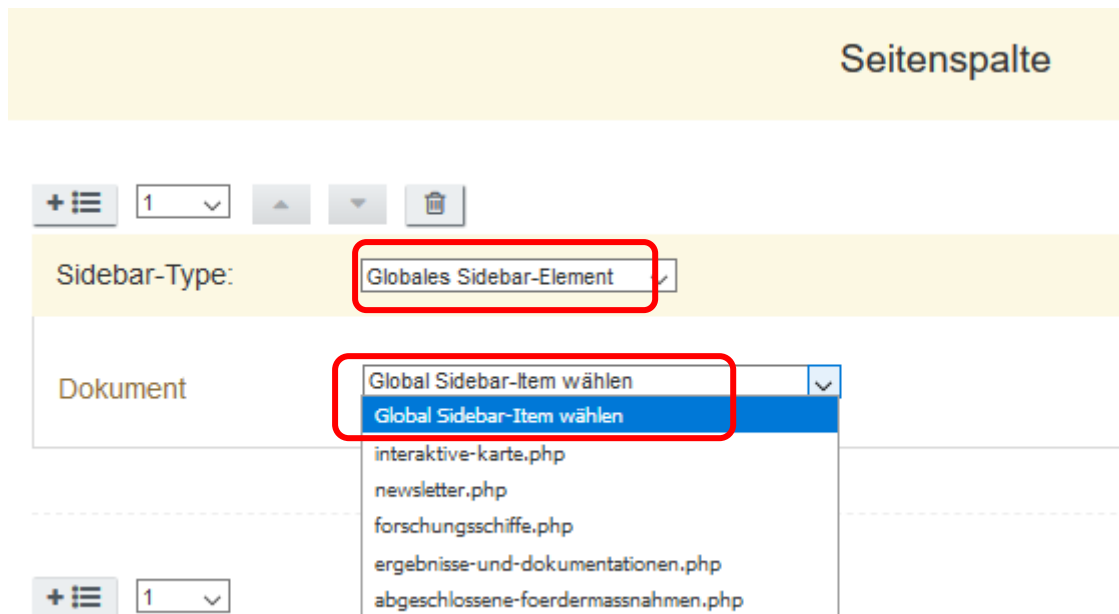 Seitenspalte
1
Sidebar-Type:
Globales Sidebar-Element
Dokument
Global Sidebar-Item wählen
Global Sidebar-Item wählen
interaktive-karte.php
newsletter.php
forschungsschiffe.php
ergebnisse-und-dokumentationen.php
abgeschlossene-foerdermassnahmen.php
1